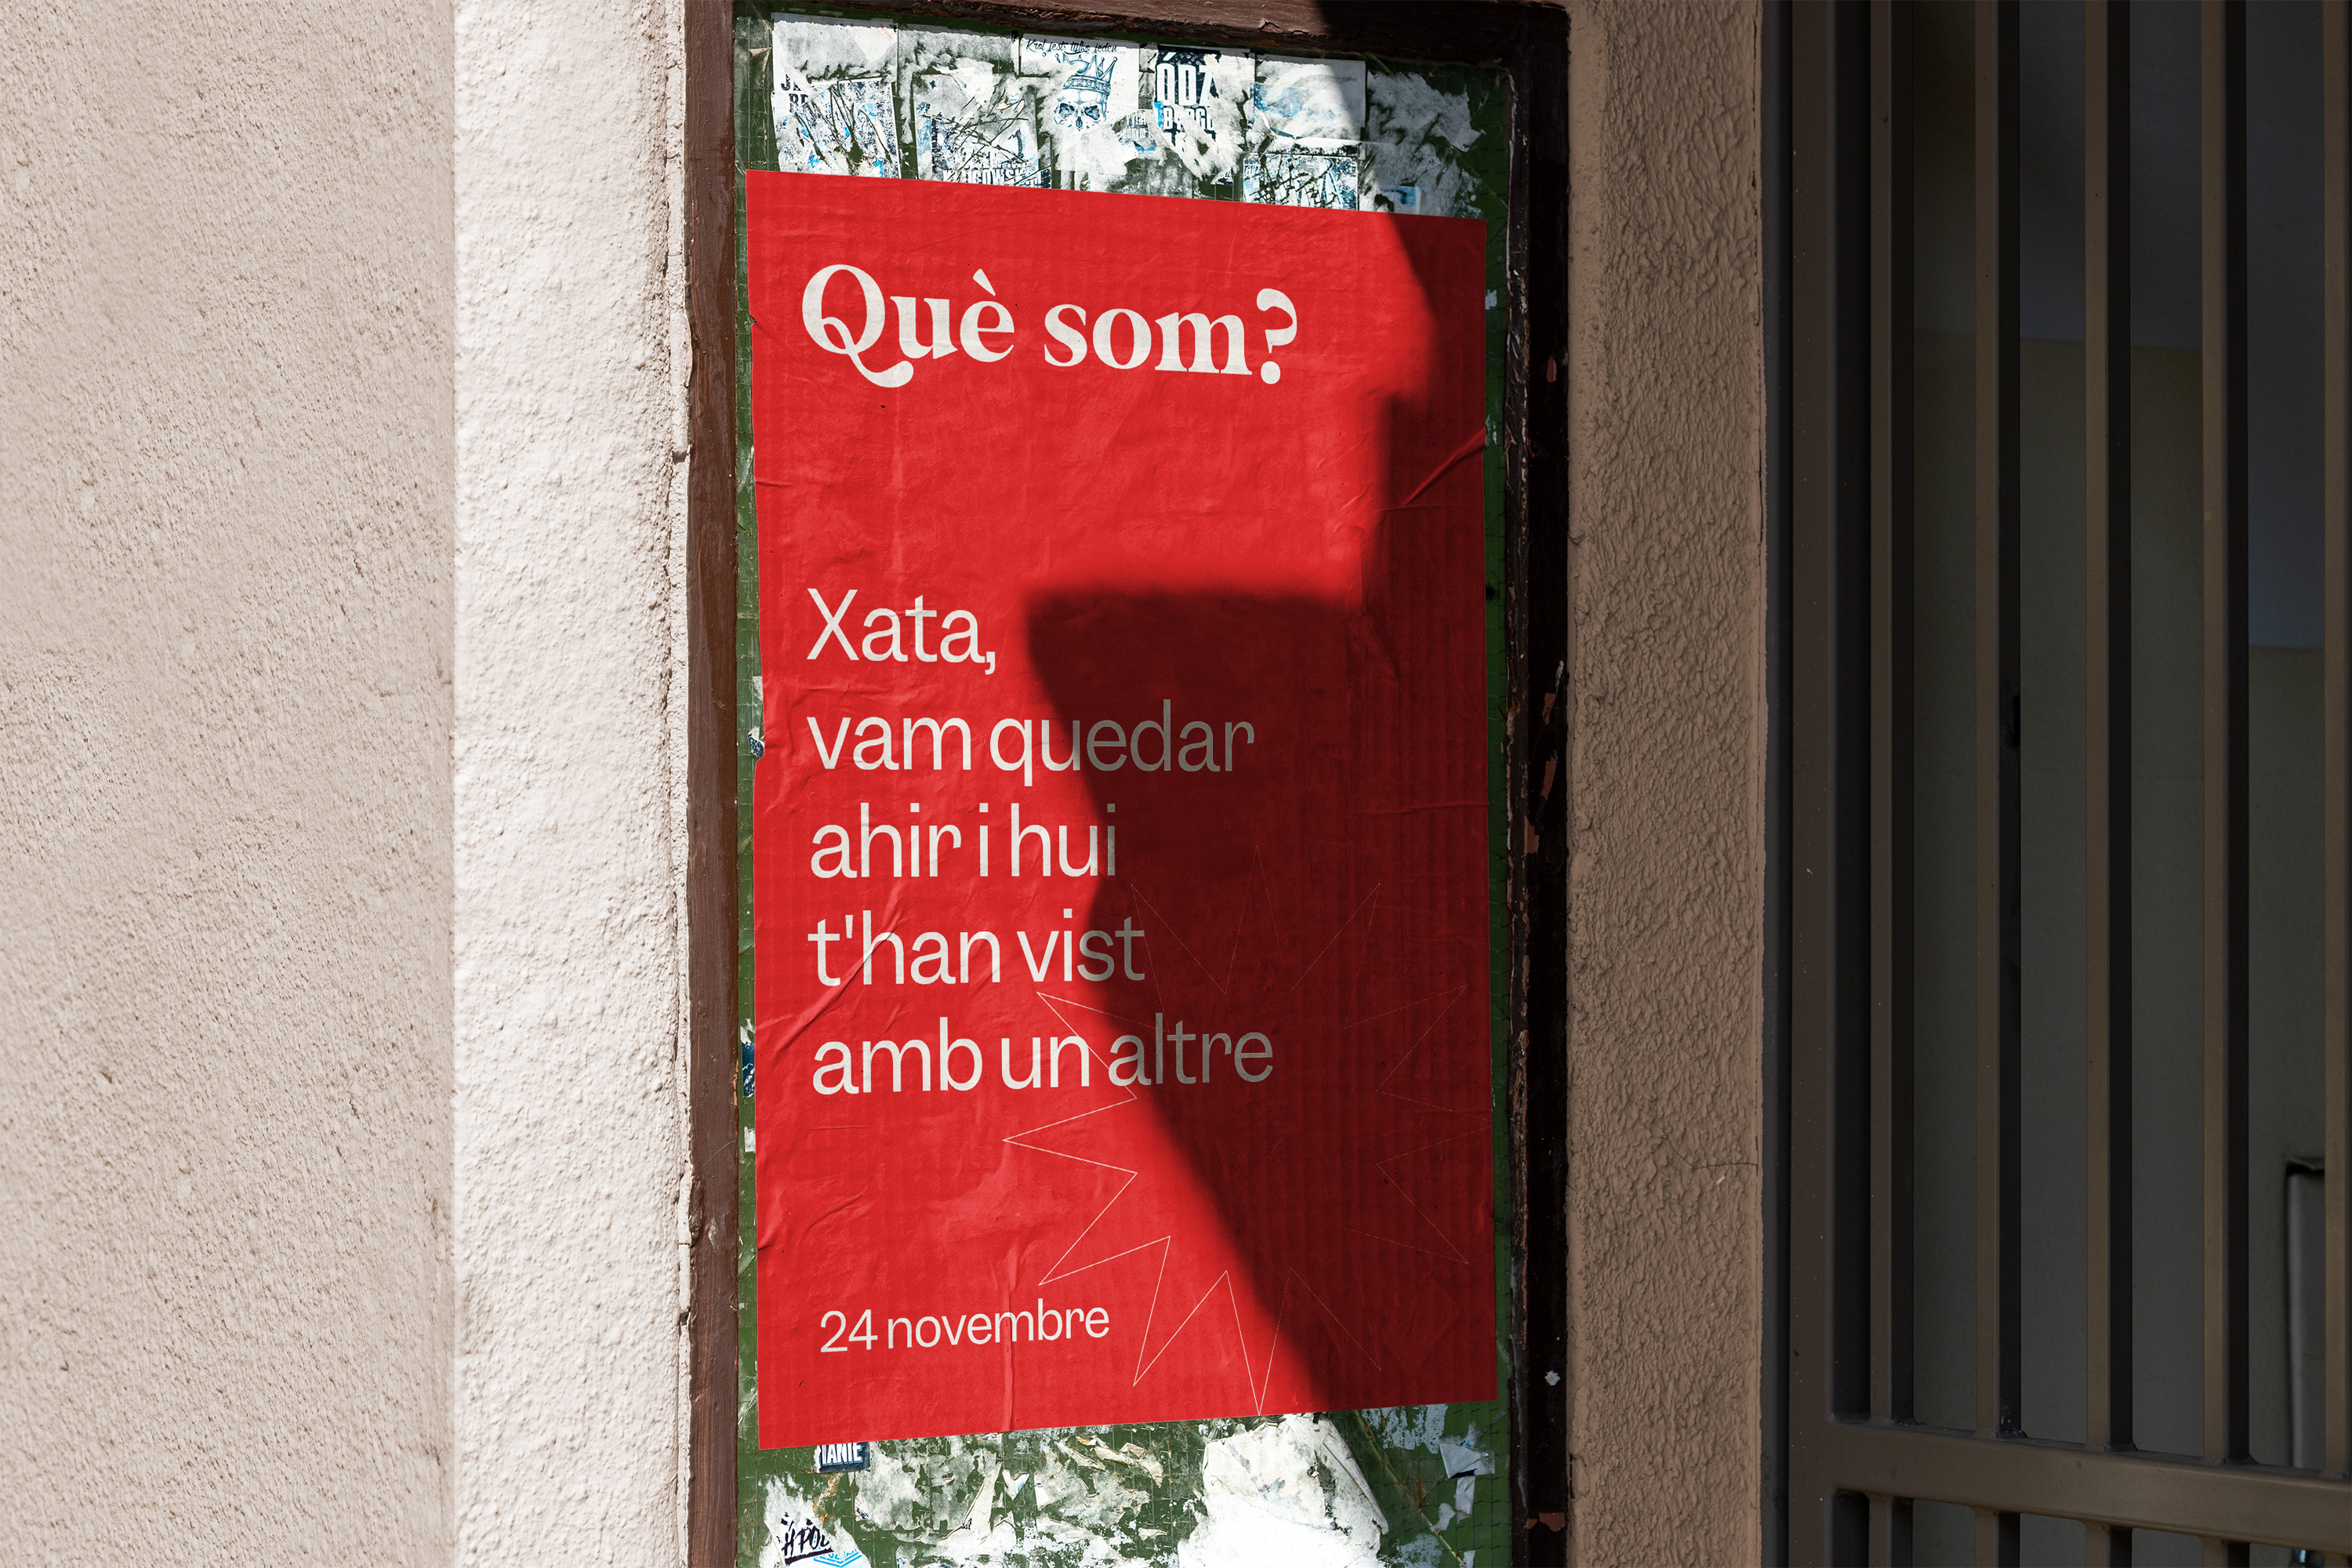 Què som?
Xata,
vam quedar
ahir i hui
t'han vist
amb un altre
24 novembre